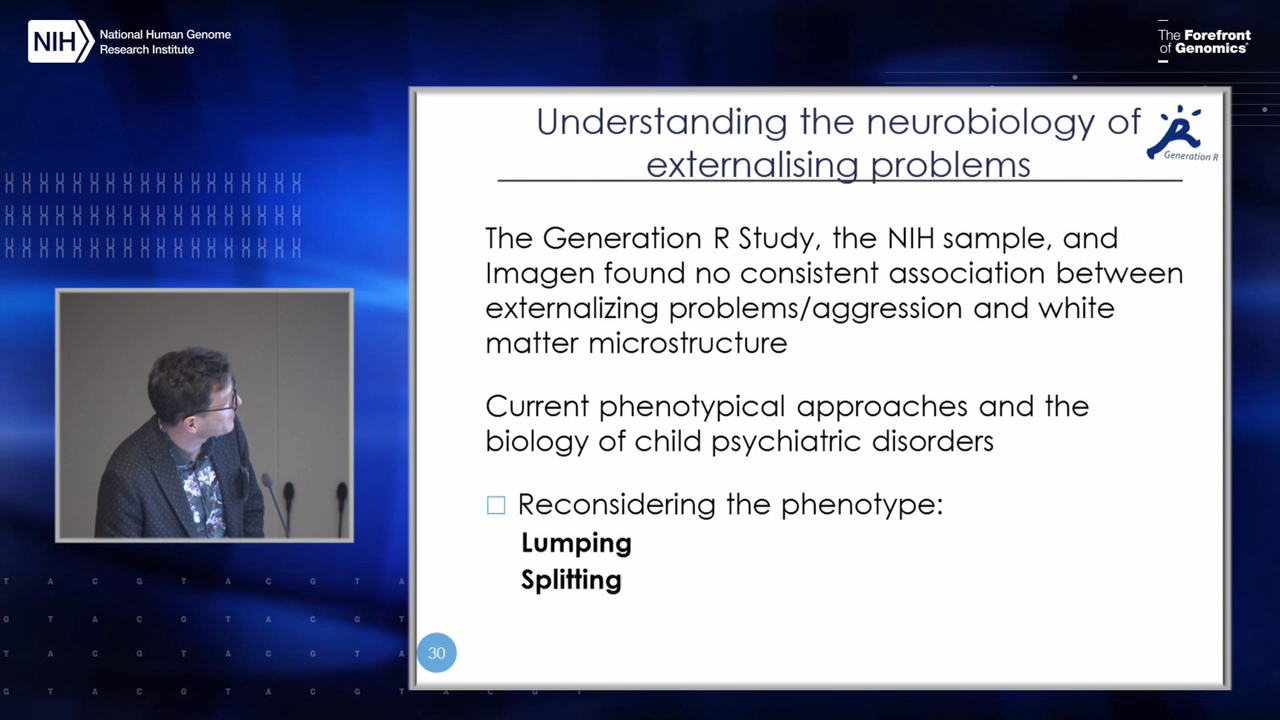 NIH
National Human Genome
Research Institute
The Forefront
of Genomics®
Understanding the neurobiology of
externalising problems
Generation R
The Generation R Study, the NIH sample, and
Imagen found no consistent association between
externalizing problems/aggression and white
matter microstructure
Current phenotypical approaches and the
biology of child psychiatric disorders
Reconsidering the phenotype:
Lumping
Splitting
30
T A C G T A C G T A
G T A C G T A C G T
T A C G T A C G T A
G T A C G T A C G T A C G T